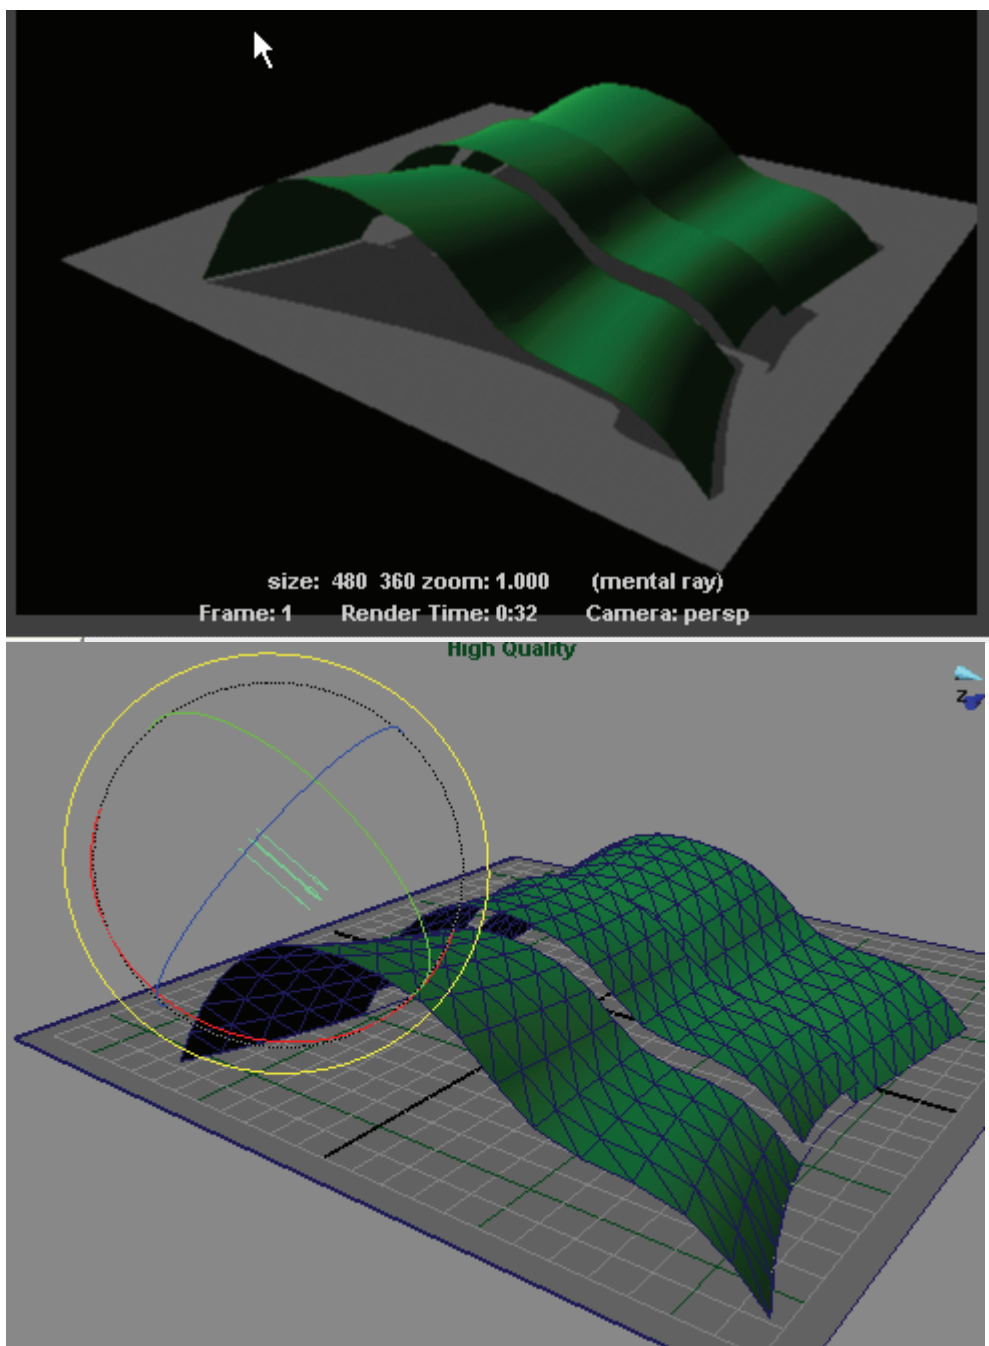 size: 480 360 zoom: 1.000 (mental ray)
Frame: 1 Render Time: 0:32 Camera: persp
High Quality
Z